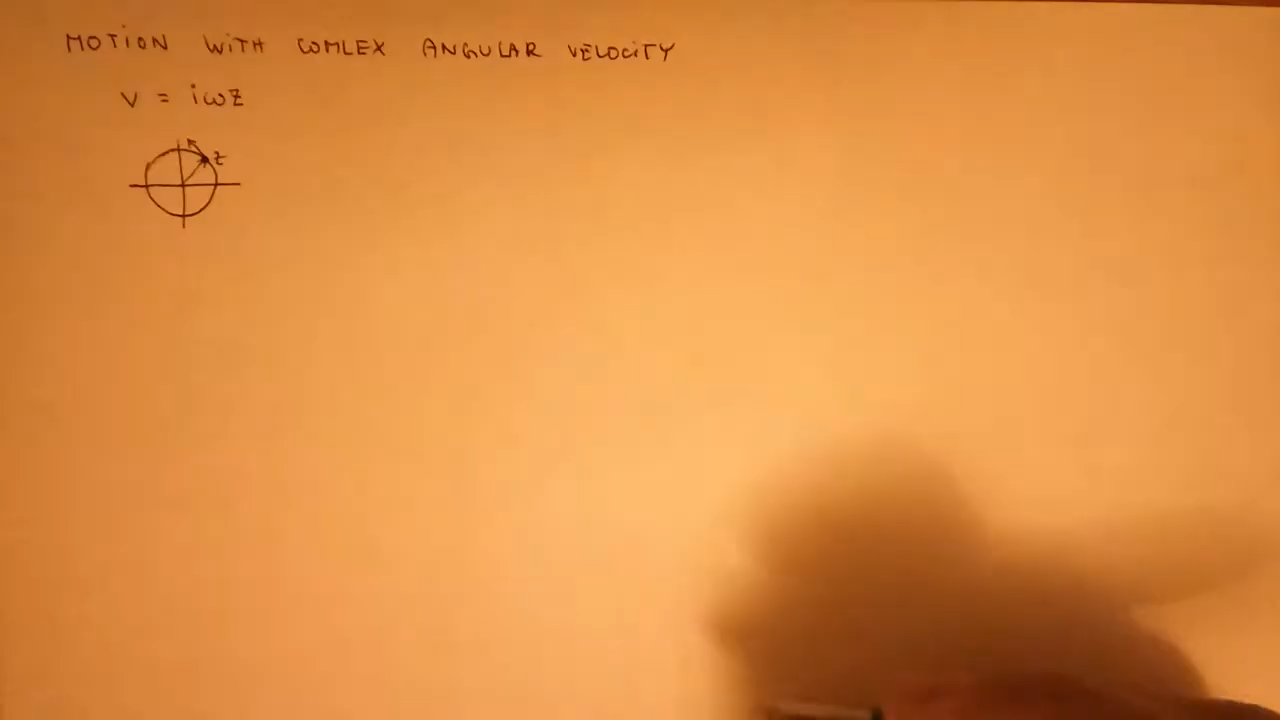 MOTION WITH COMLEX ANGULAR VELOCITY
v = iωz
z